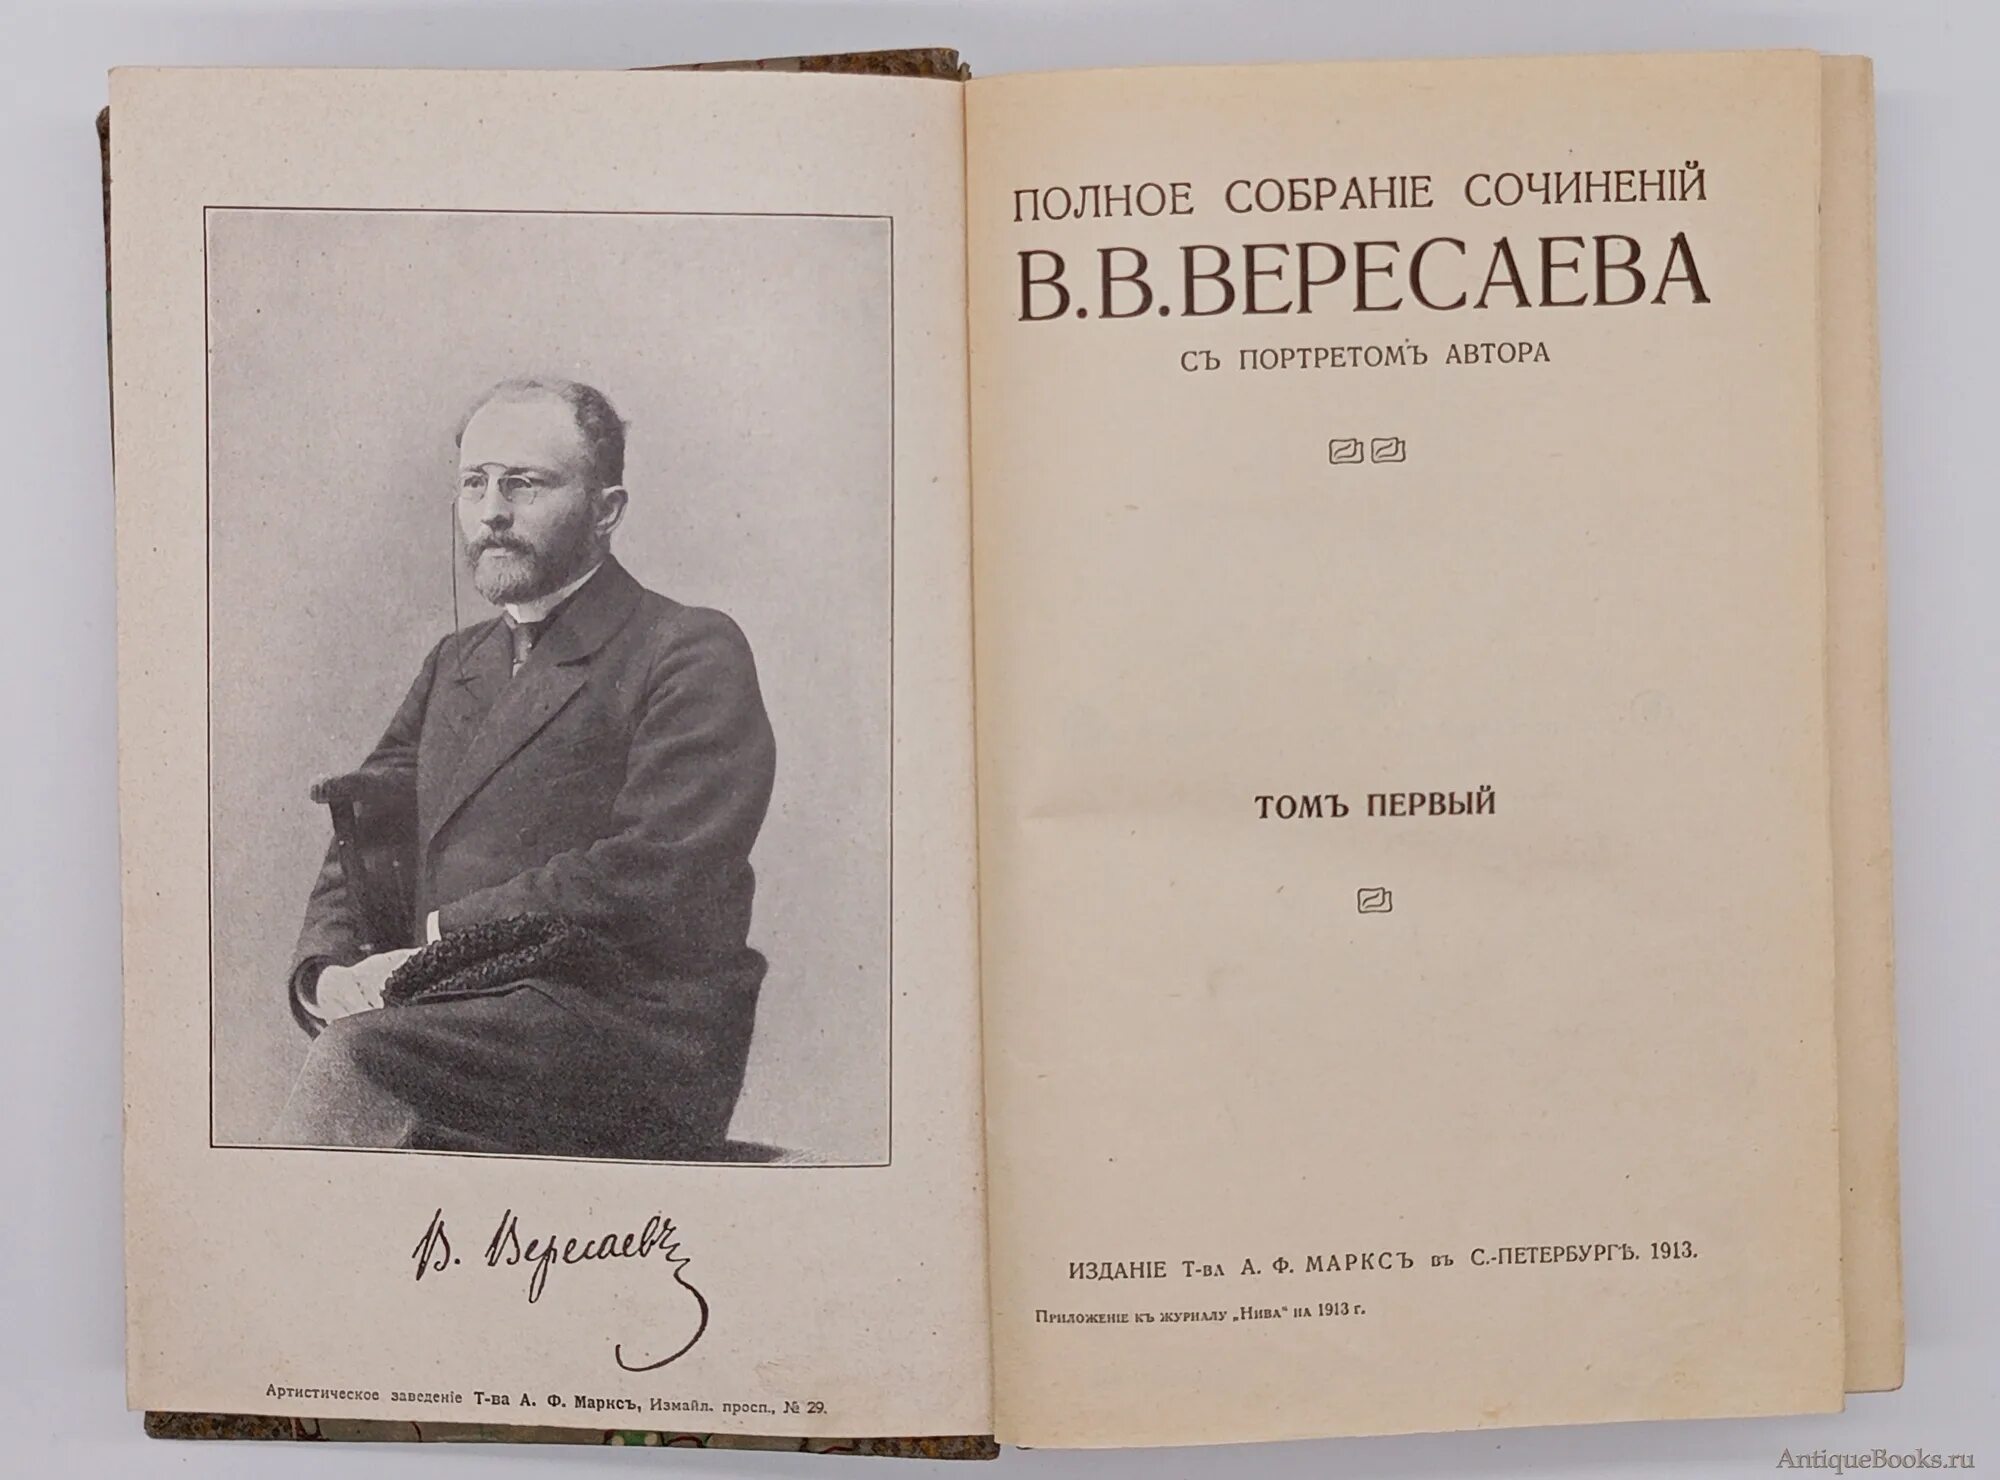 В. Вересаевъ
Артистическое заведеніе Т-ва А. Ф. Марксъ, Измайл. просп., № 29.
ПОЛНОЕ СОБРАНІЕ СОЧИНЕНІЙ
В.В.ВЕРЕСАЕВА
СЪ ПОРТРЕТОМЪ АВТОРА
ТОМЪ ПЕРВЫЙ
ИЗДАНІЕ Т-ВА А. Ф. МАРКСЪ въ С.-ПЕТЕРБУРГѢ. 1913.
Приложеніе къ журналу „Нива“ на 1913 г.
AntiqueBooks.ru